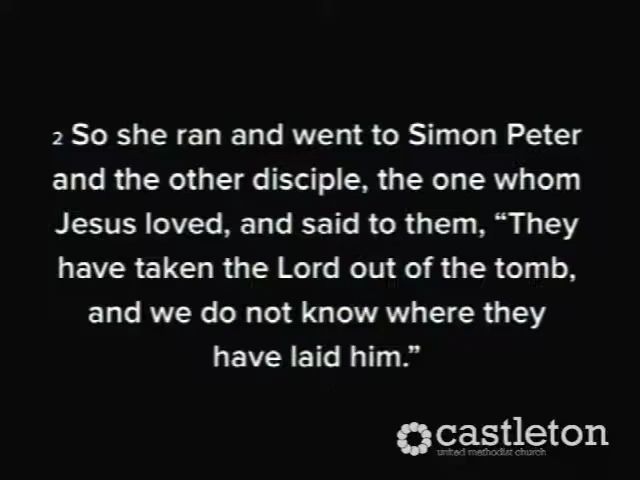 2 So she ran and went to Simon Peter
and the other disciple, the one whom
Jesus loved, and said to them, “They
have taken the Lord out of the tomb,
and we do not know where they
have laid him.”
castleton
united methodist church